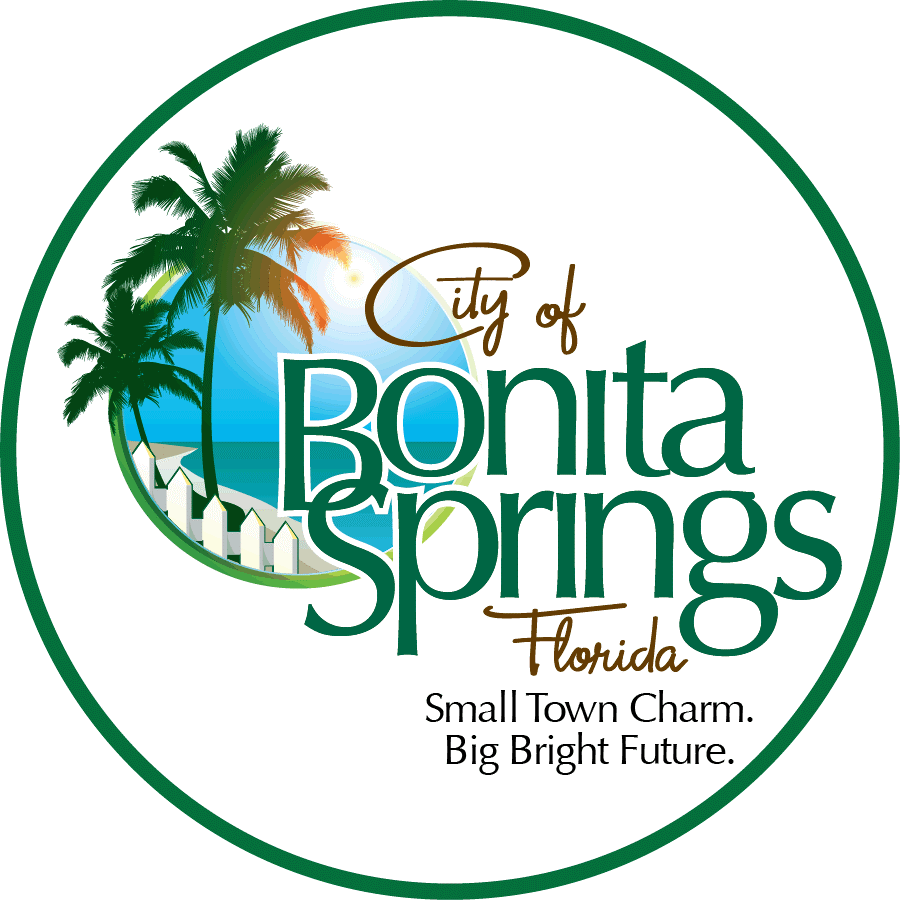 City of
Bonita
Springs
Florida
Small Town Charm.
Big Bright Future.